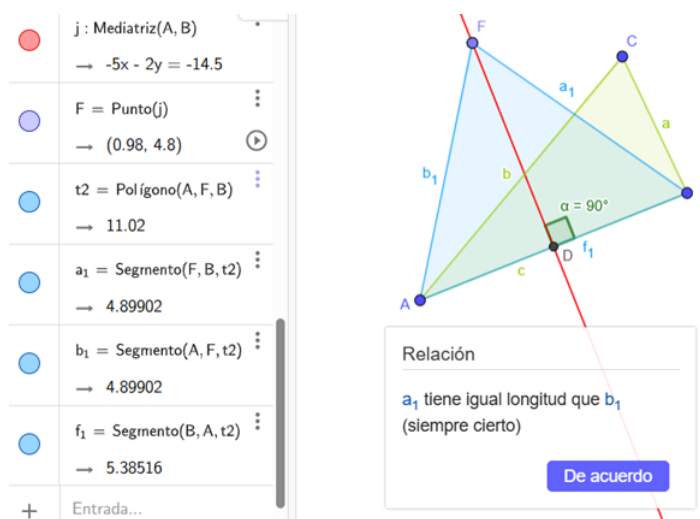 j : Mediatriz(A, B)
→ -5x - 2y = -14.5
F = Punto(j)
→ (0.98, 4.8)
t2 = Polígono(A, F, B)
→ 11.02
a₁ = Segmento(F, B, t2)
→ 4.89902
b₁ = Segmento(A, F, t2)
→ 4.89902
f₁ = Segmento(B, A, t2)
→ 5.38516
+ Entrada...
F
C
a₁
a
b₁
b
α = 90°
D
f₁
c
A
Relación
a₁ tiene igual longitud que b₁
(siempre cierto)
De acuerdo